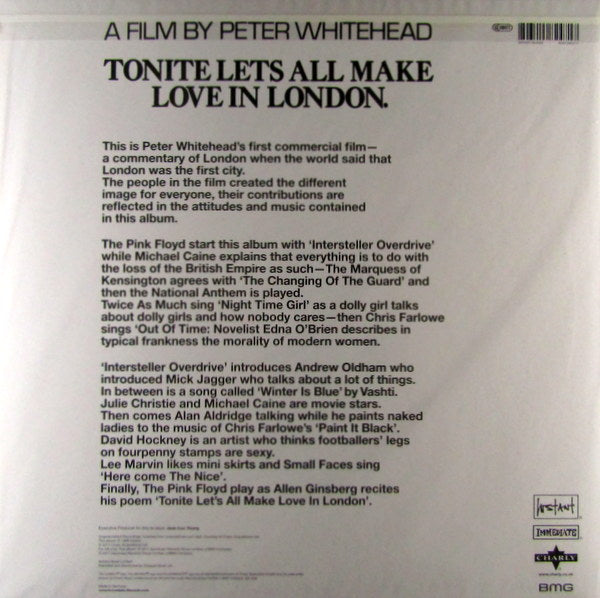 A FILM BY PETER WHITEHEAD
TONITE LETS ALL MAKE
LOVE IN LONDON.
This is Peter Whitehead's first commercial film—
a commentary of London when the world said that
London was the first city.
The people in the film created the different
image for everyone, their contributions are
reflected in the attitudes and music contained
in this album.
The Pink Floyd start this album with 'Intersteller Overdrive'
while Michael Caine explains that everything is to do with
the loss of the British Empire as such—The Marquess of
Kensington agrees with 'The Changing Of The Guard' and
then the National Anthem is played.
Twice As Much sing 'Night Time Girl' as a dolly girl talks
about dolly girls and how nobody cares—then Chris Farlowe
sings 'Out Of Time: Novelist Edna O'Brien describes in
typical frankness the morality of modern women.
'Intersteller Overdrive' introduces Andrew Oldham who
introduced Mick Jagger who talks about a lot of things.
In between is a song called 'Winter Is Blue' by Vashti.
Julie Christie and Michael Caine are movie stars.
Then comes Alan Aldridge talking while he paints naked
ladies to the music of Chris Farlowe's 'Paint It Black'.
David Hockney is an artist who thinks footballers' legs
on fourpenny stamps are sexy.
Lee Marvin likes mini skirts and Small Faces sing
'Here come The Nice'.
Finally, The Pink Floyd play as Allen Ginsberg recites
his poem 'Tonite Let's All Make Love In London'.
INSTANT
IMMEDIATE
CHARLY
www.charly.co.uk
BMG